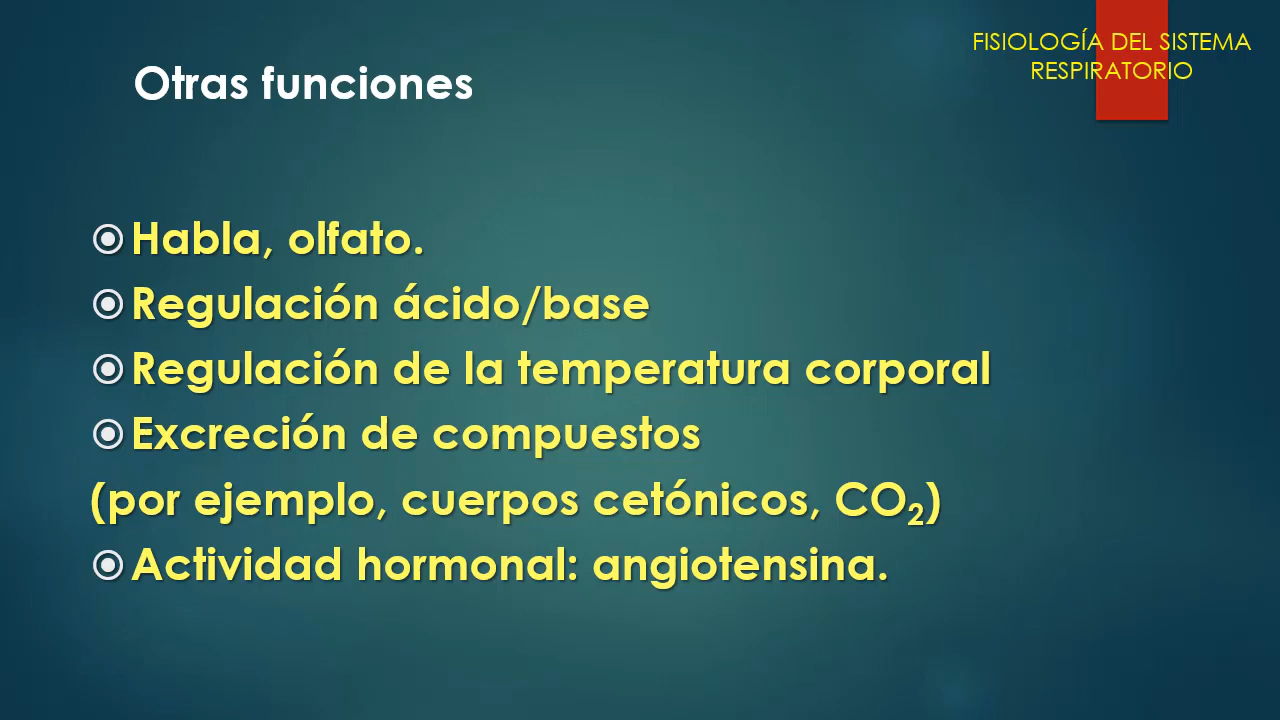 FISIOLOGÍA DEL SISTEMA
RESPIRATORIO
Otras funciones
Habla, olfato.
Regulación ácido/base
Regulación de la temperatura corporal
Excreción de compuestos
(por ejemplo, cuerpos cetónicos, CO₂)
Actividad hormonal: angiotensina.